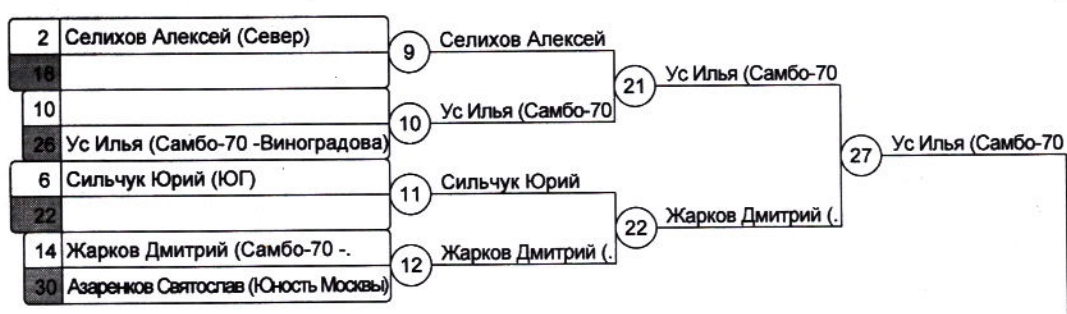 2 Селихов Алексей (Север)
18
10
26 Ус Илья (Самбо-70 -Виноградова)
6 Сильчук Юрий (ЮГ)
22
14 Жарков Дмитрий (Самбо-70 -.
30 Азаренков Святослав (Юность Москвы)
9 Селихов Алексей
10 Ус Илья (Самбо-70
11 Сильчук Юрий
12 Жарков Дмитрий (.
21 Ус Илья (Самбо-70
22 Жарков Дмитрий (.
27 Ус Илья (Самбо-70